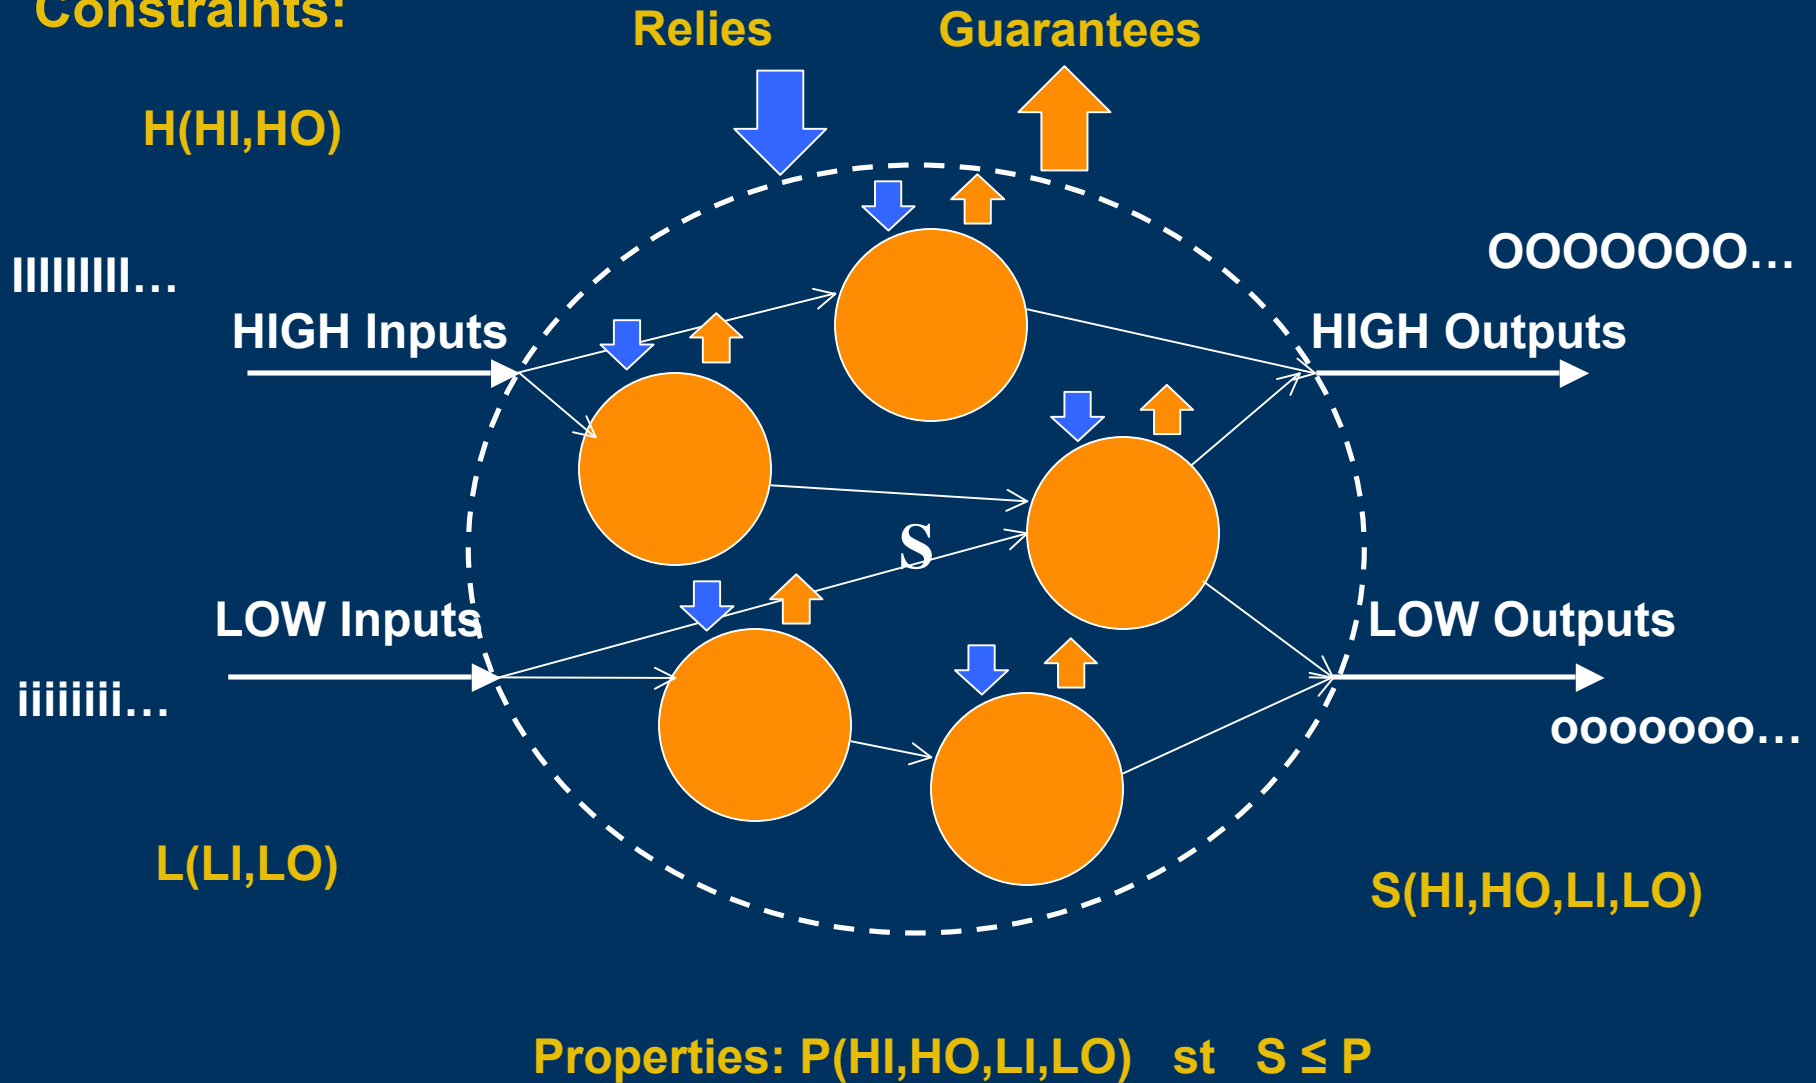 Constraints:
Relies
Guarantees
H(HI,HO)
IIIIIIIII…
OOOOOOO…
HIGH Inputs
HIGH Outputs
S
LOW Inputs
LOW Outputs
iiiiiiiii…
ooooooo…
L(LI,LO)
S(HI,HO,LI,LO)
Properties: P(HI,HO,LI,LO) st S ≤ P